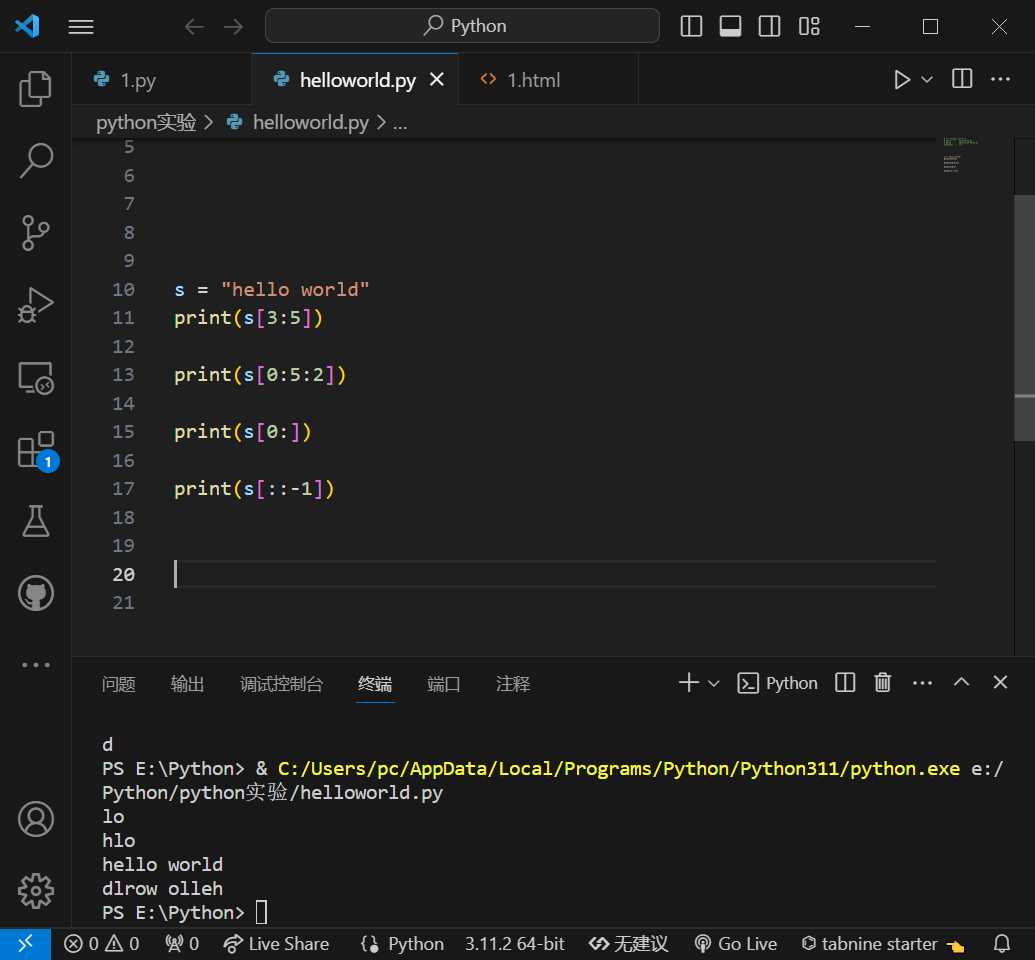 Python
1.py
helloworld.py
1.html
python实验 > helloworld.py > ...
5
6
7
8
9
10 s = "hello world"
11 print(s[3:5])
12
13 print(s[0:5:2])
14
15 print(s[0:])
16
17 print(s[::-1])
18
19
20
21
1
问题 输出 调试控制台 终端 端口 注释 Python
d
PS E:\Python> & C:/Users/pc/AppData/Local/Programs/Python/Python311/python.exe e:/
Python/python实验/helloworld.py
lo
hlo
hello world
dlrow olleh
PS E:\Python>
0 0 0 Live Share Python 3.11.2 64-bit 无建议 Go Live tabnine starter